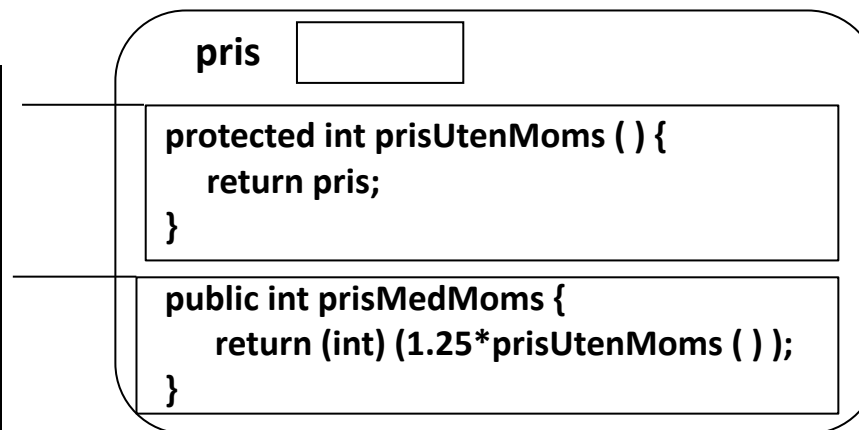 pris
protected int prisUtenMoms ( ) {
return pris;
}
public int prisMedMoms {
return (int) (1.25*prisUtenMoms ( ) );
}